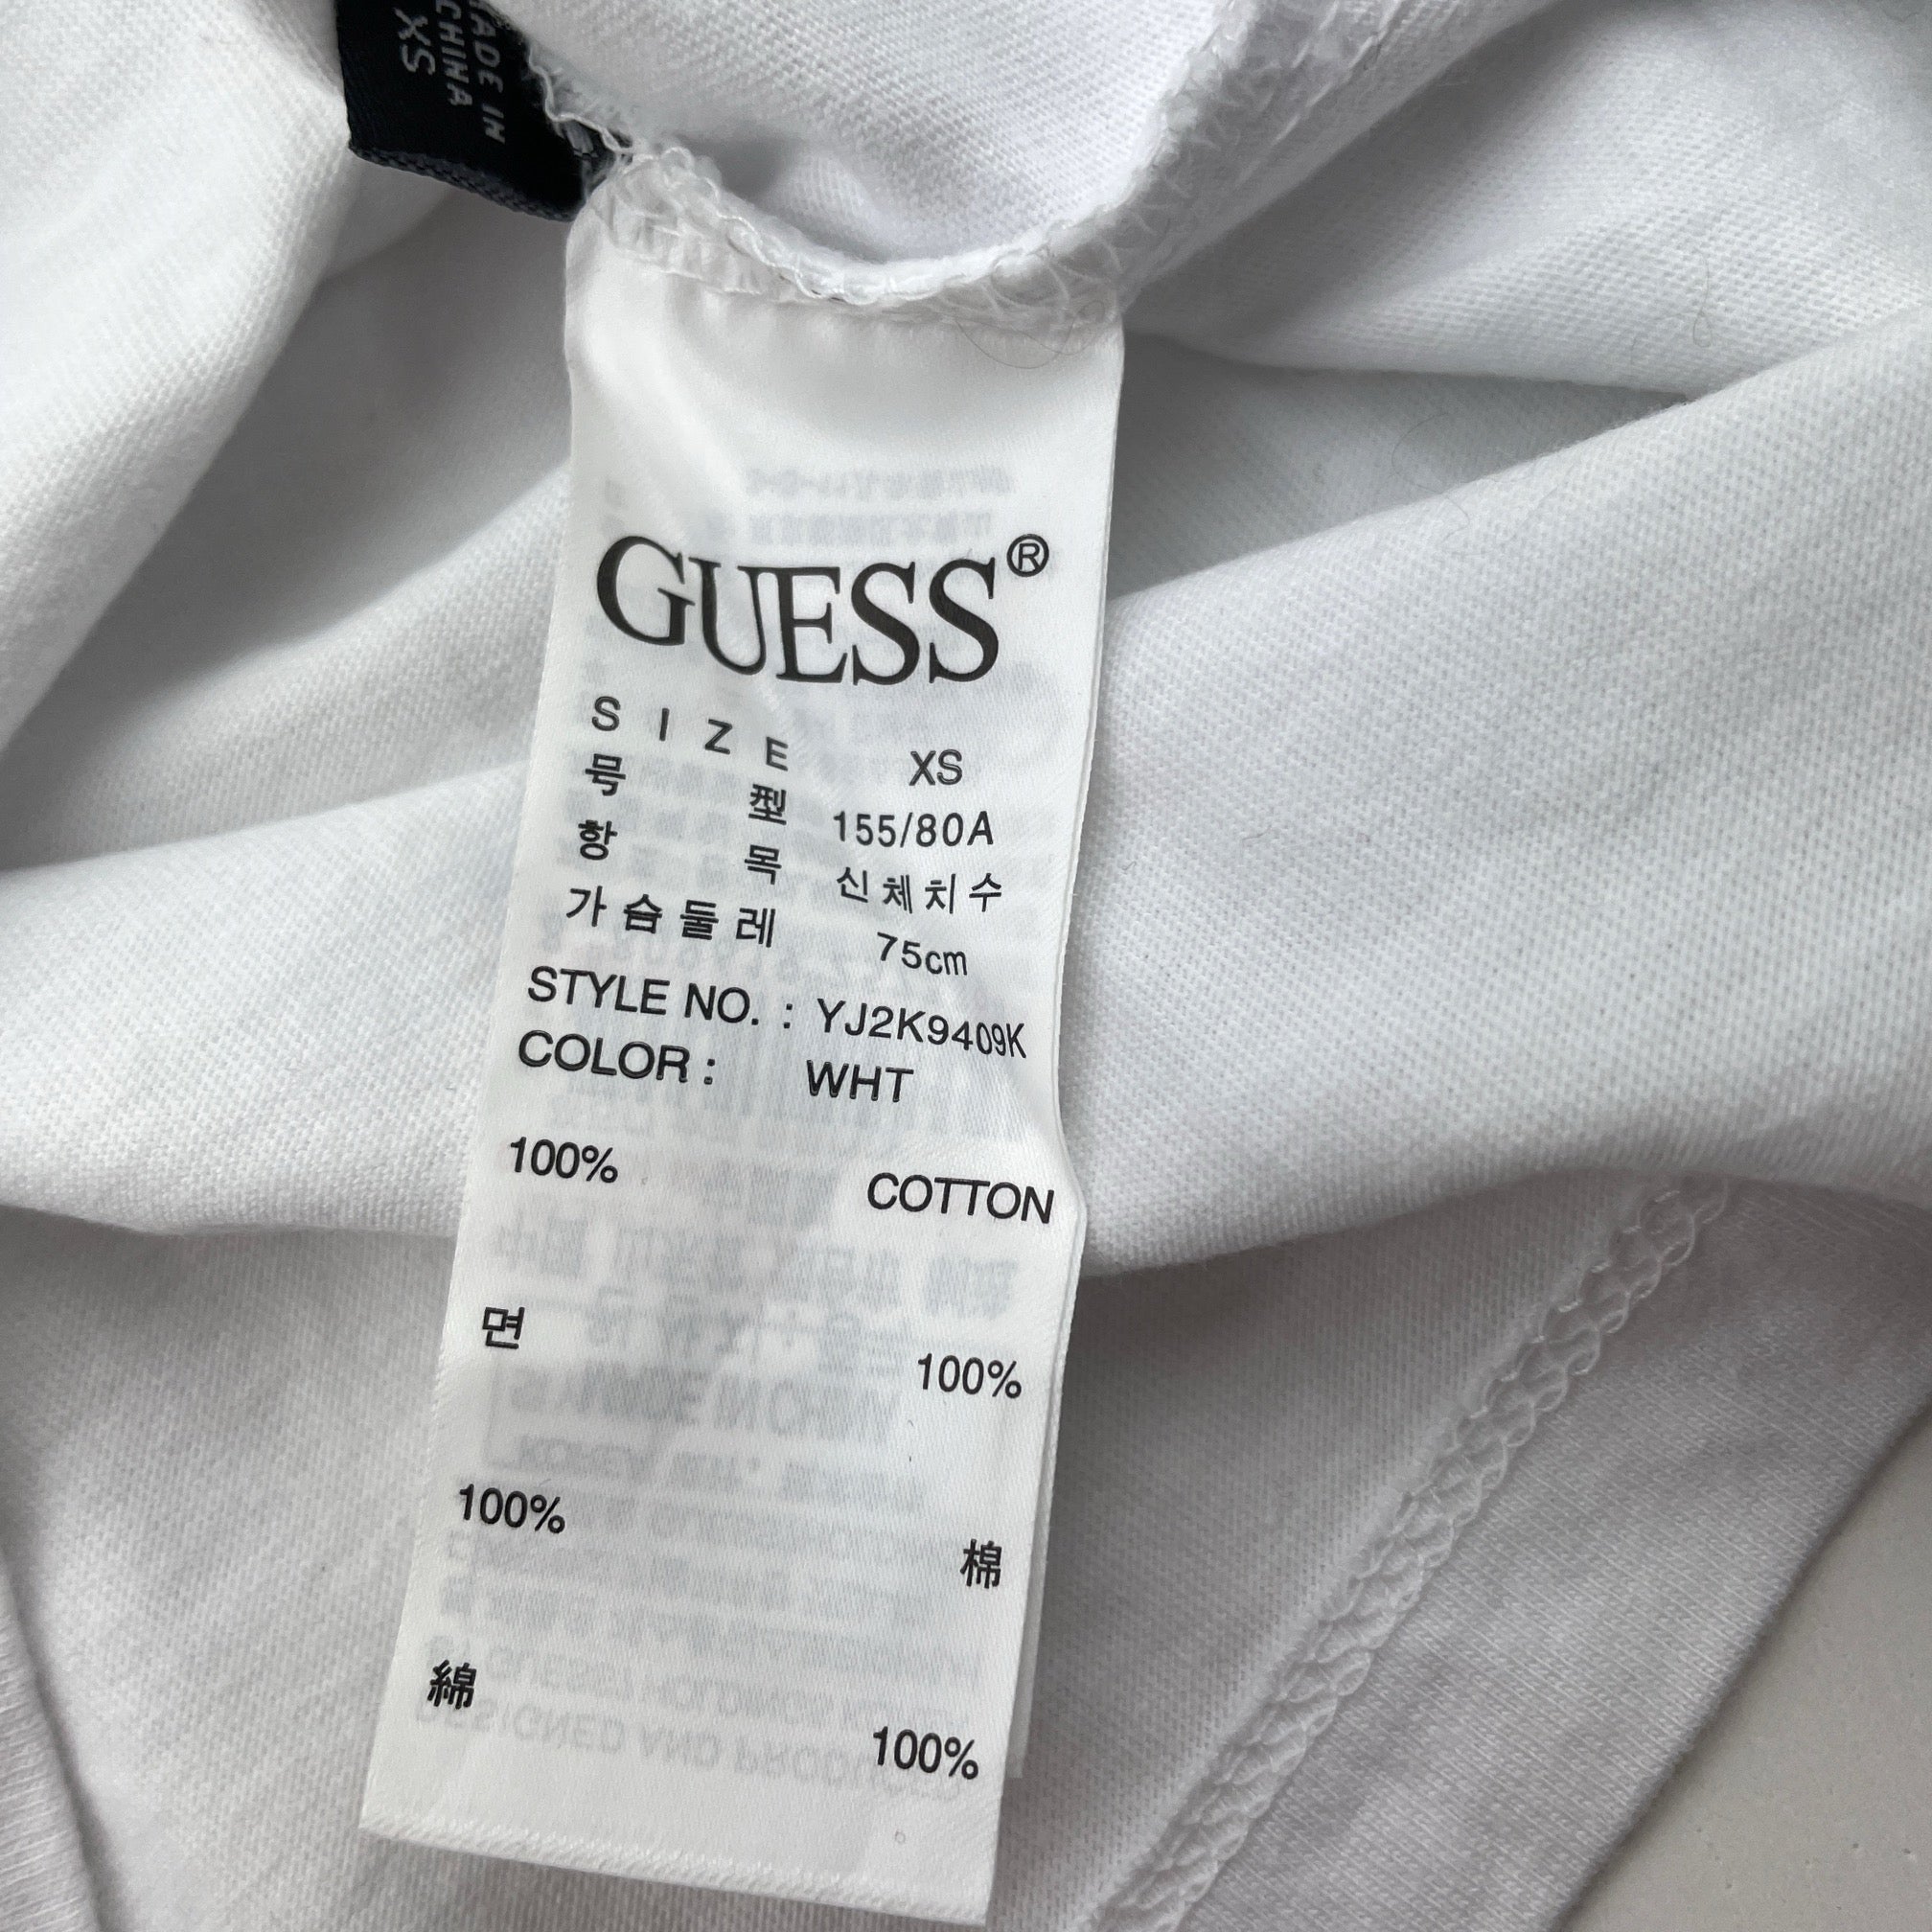 MADE IN
CHINA
XS
GUESS®
SIZE XS
号型 155/80A
항목 신체치수
가슴둘레 75cm
STYLE NO. : YJ2K9409K
COLOR : WHT
100% COTTON
면 100%
100% 棉
綿 100%